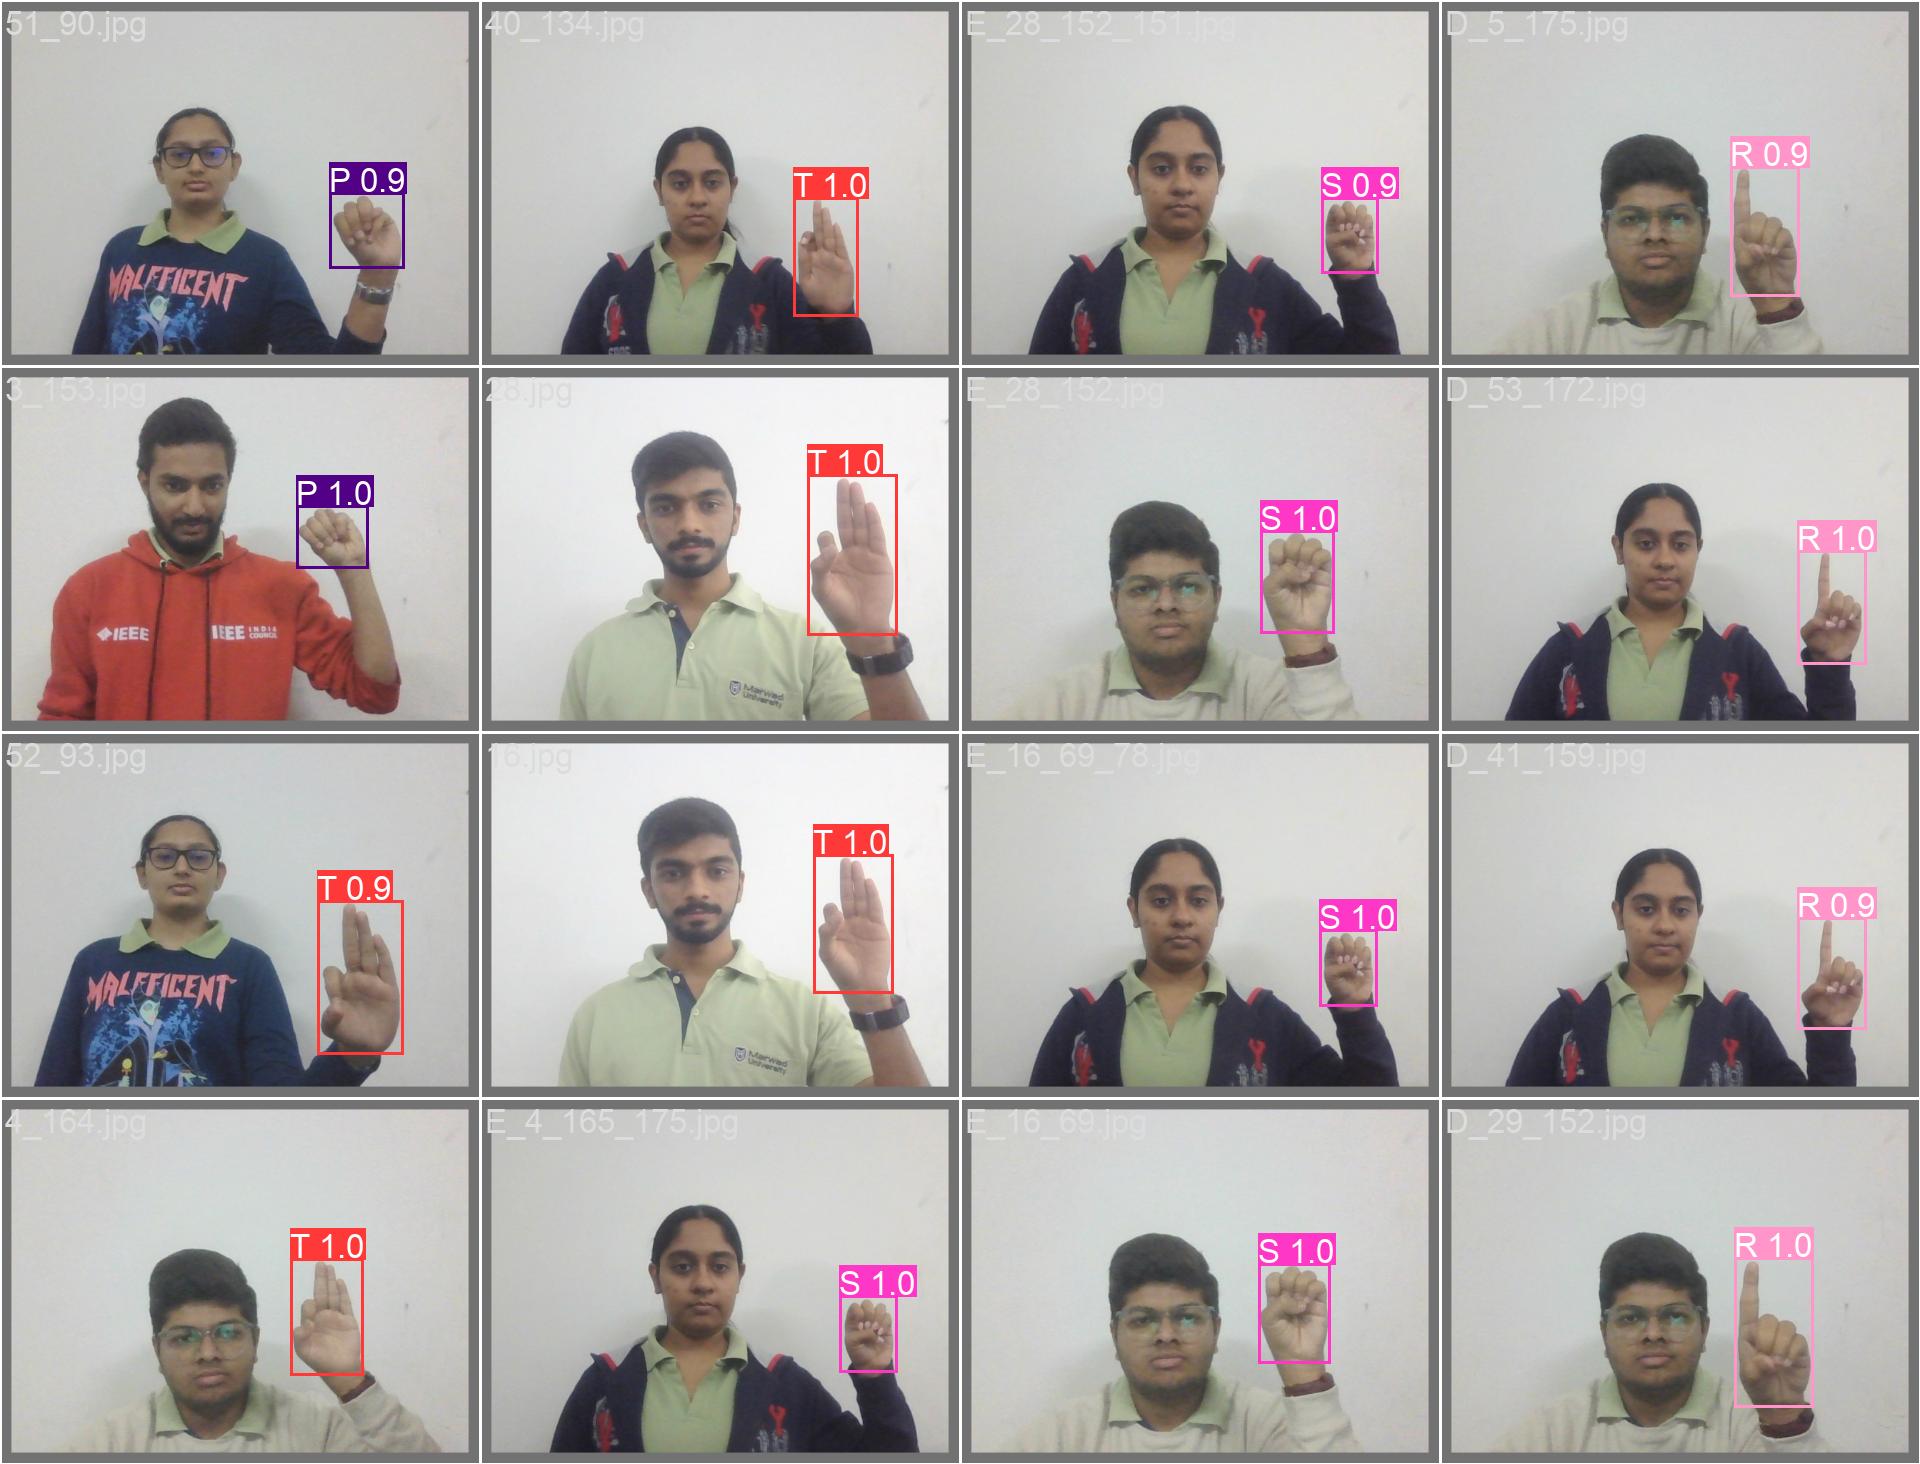 51_90.jpg
P 0.9
MALEFICENT
40_134.jpg
T 1.0
E_28_152_151.jpg
S 0.9
D_5_175.jpg
R 0.9
3_153.jpg
P 1.0
IEEE
IEEE INDIA COUNCIL
28.jpg
T 1.0
Marwadi
University
E_28_152.jpg
S 1.0
D_53_172.jpg
R 1.0
52_93.jpg
T 0.9
MALEFICENT
16.jpg
T 1.0
Marwadi
University
E_16_69_78.jpg
S 1.0
D_41_159.jpg
R 0.9
4_164.jpg
T 1.0
E_4_165_175.jpg
S 1.0
E_16_69.jpg
S 1.0
D_29_152.jpg
R 1.0